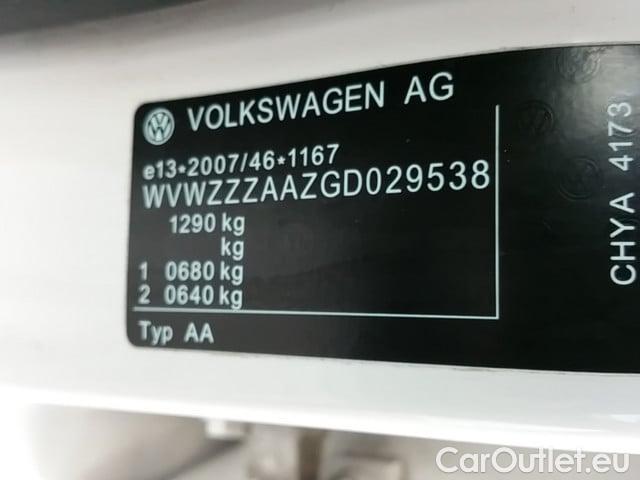 VOLKSWAGEN AG
e13*2007/46*1167
WVWZZZAAZGD029538
1290 kg
kg
1 0680 kg
2 0640 kg
Typ AA
CHYA 4173
CarOutlet.eu